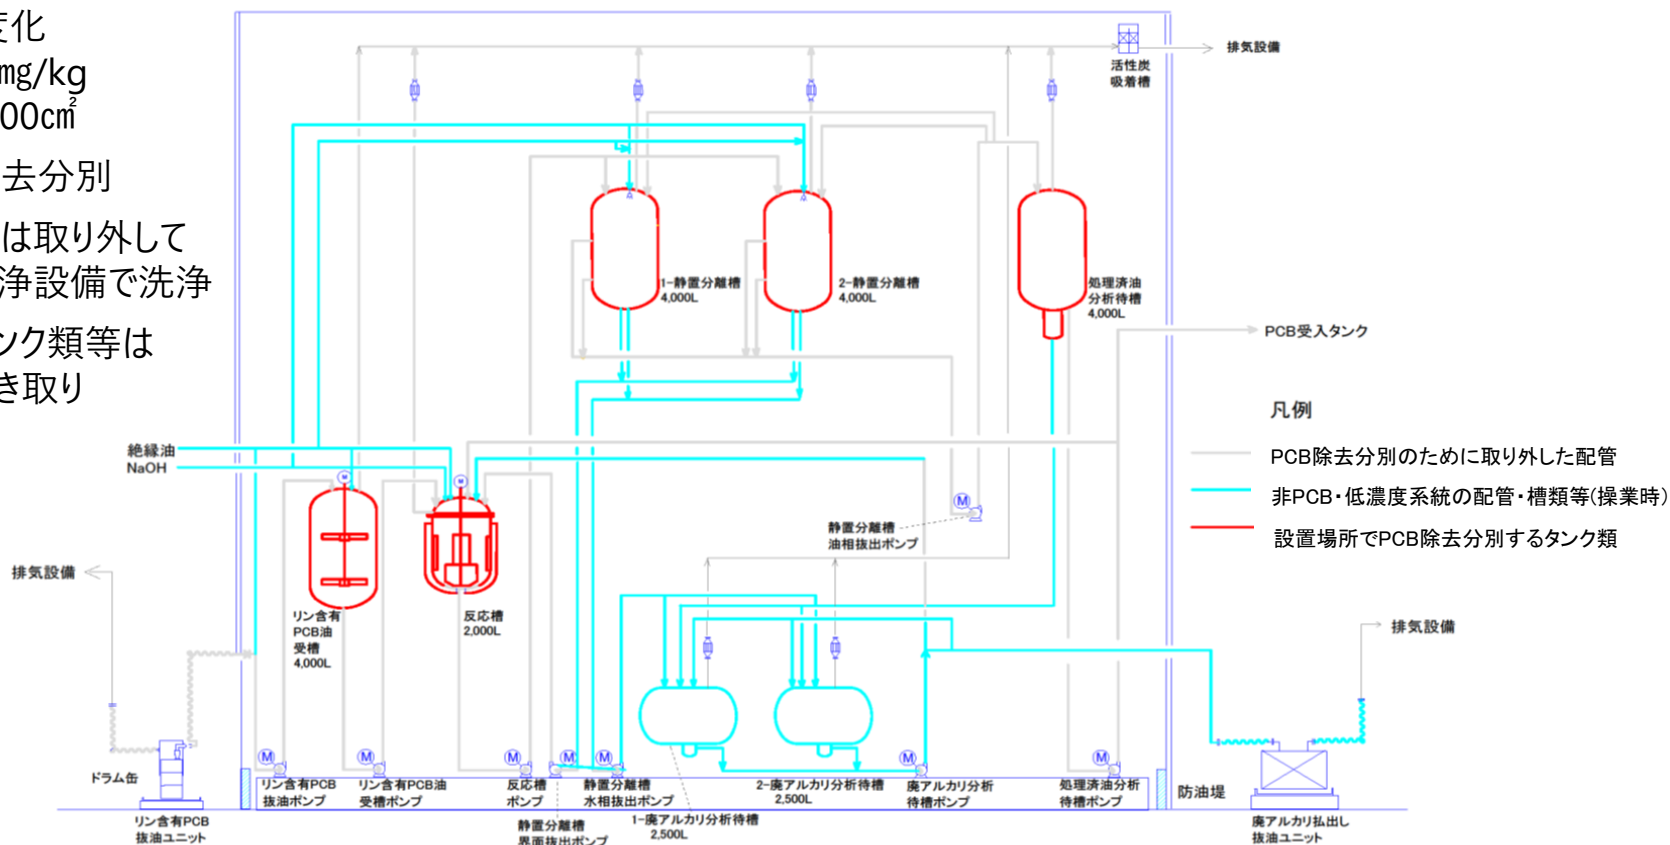 度化
mg/kg
00c㎡
去分別
は取り外して
浄設備で洗浄
ンク類等は
き取り
排気設備
活性炭
吸着槽
1-静置分離槽
4,000L
2-静置分離槽
4,000L
処理済油
分析待槽
4,000L
PCB受入タンク
凡例
PCB除去分別のために取り外した配管
非PCB・低濃度系統の配管・槽類等(操業時)
設置場所でPCB除去分別するタンク類
絶縁油
NaOH
M
M
M
静置分離槽
油相抜出ポンプ
排気設備
リン含有
PCB油
受槽
4,000L
反応槽
2,000L
排気設備
M
M
M
M
M
M
M
ドラム缶
リン含有PCB
抜油ポンプ
リン含有PCB油
受槽ポンプ
反応槽
ポンプ
静置分離槽
水相抜出ポンプ
2-廃アルカリ分析待槽
2,500L
廃アルカリ分析
待槽ポンプ
処理済油分析
待槽ポンプ
防油堤
リン含有PCB
抜油ユニット
静置分離槽
界面抜出ポンプ
1-廃アルカリ分析待槽
2,500L
廃アルカリ払出し
抜油ユニット